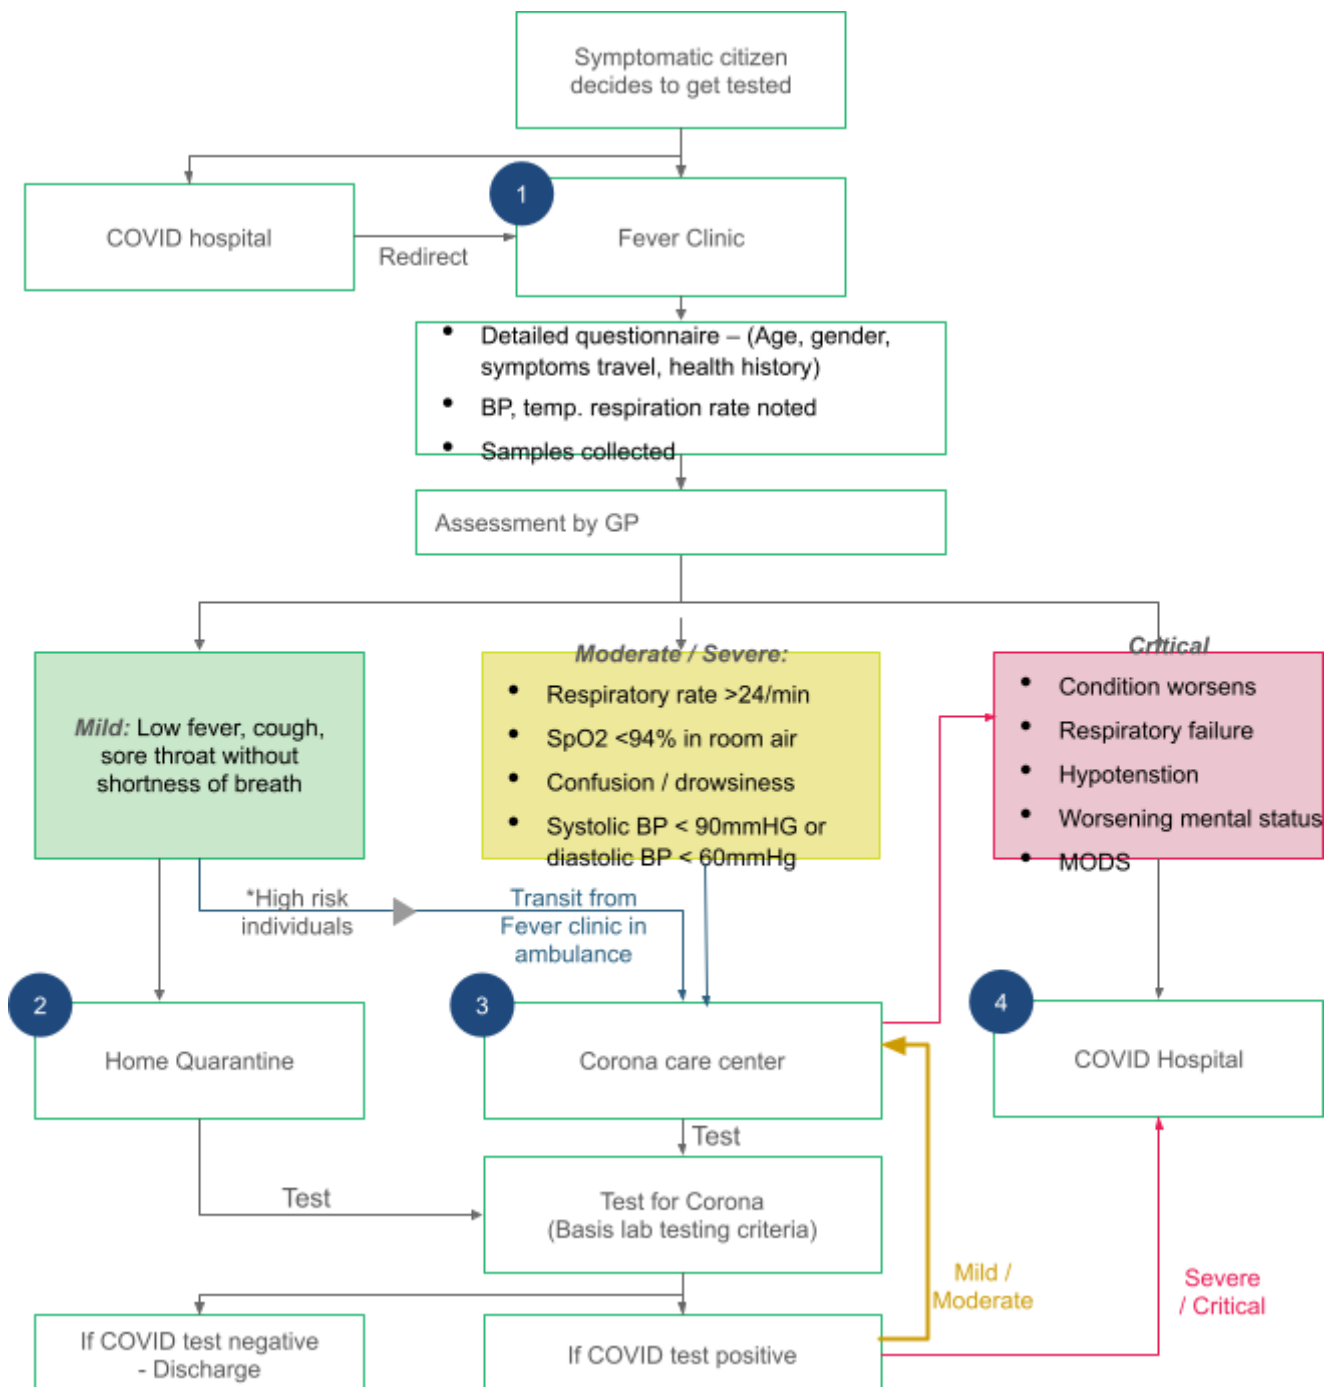 Symptomatic citizen
decides to get tested
1
COVID hospital
Redirect
Fever Clinic
• Detailed questionnaire – (Age, gender,
symptoms travel, health history)
• BP, temp. respiration rate noted
• Samples collected
Assessment by GP
Mild: Low fever, cough,
sore throat without
shortness of breath
Moderate / Severe:
• Respiratory rate >24/min
• SpO2 <94% in room air
• Confusion / drowsiness
• Systolic BP < 90mmHG or
diastolic BP < 60mmHg
Critical
• Condition worsens
• Respiratory failure
• Hypotenstion
• Worsening mental status
• MODS
*High risk
individuals
Transit from
Fever clinic in
ambulance
2
Home Quarantine
3
Corona care center
4
COVID Hospital
Test
Test
Test for Corona
(Basis lab testing criteria)
Mild /
Moderate
Severe
/ Critical
If COVID test negative
- Discharge
If COVID test positive